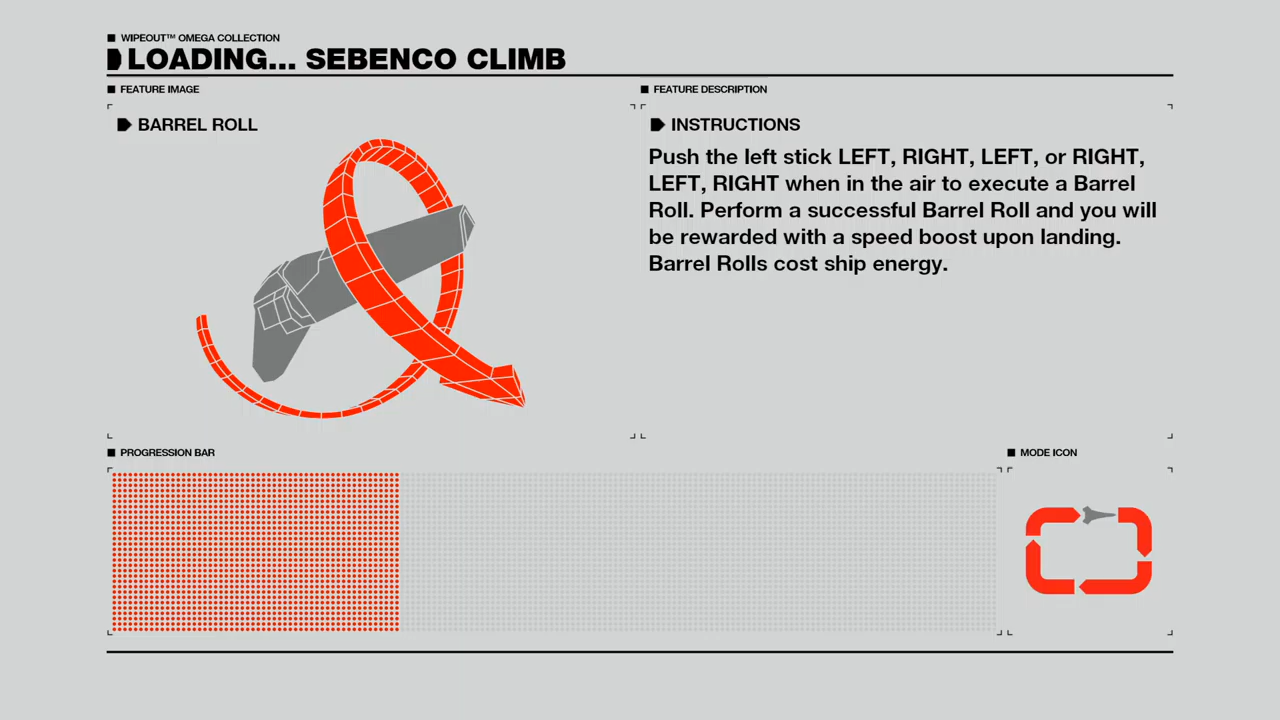 WIPEOUT™ OMEGA COLLECTION
LOADING... SEBENCO CLIMB
FEATURE IMAGE
BARREL ROLL
FEATURE DESCRIPTION
INSTRUCTIONS
Push the left stick LEFT, RIGHT, LEFT, or RIGHT,
LEFT, RIGHT when in the air to execute a Barrel
Roll. Perform a successful Barrel Roll and you will
be rewarded with a speed boost upon landing.
Barrel Rolls cost ship energy.
PROGRESSION BAR
MODE ICON